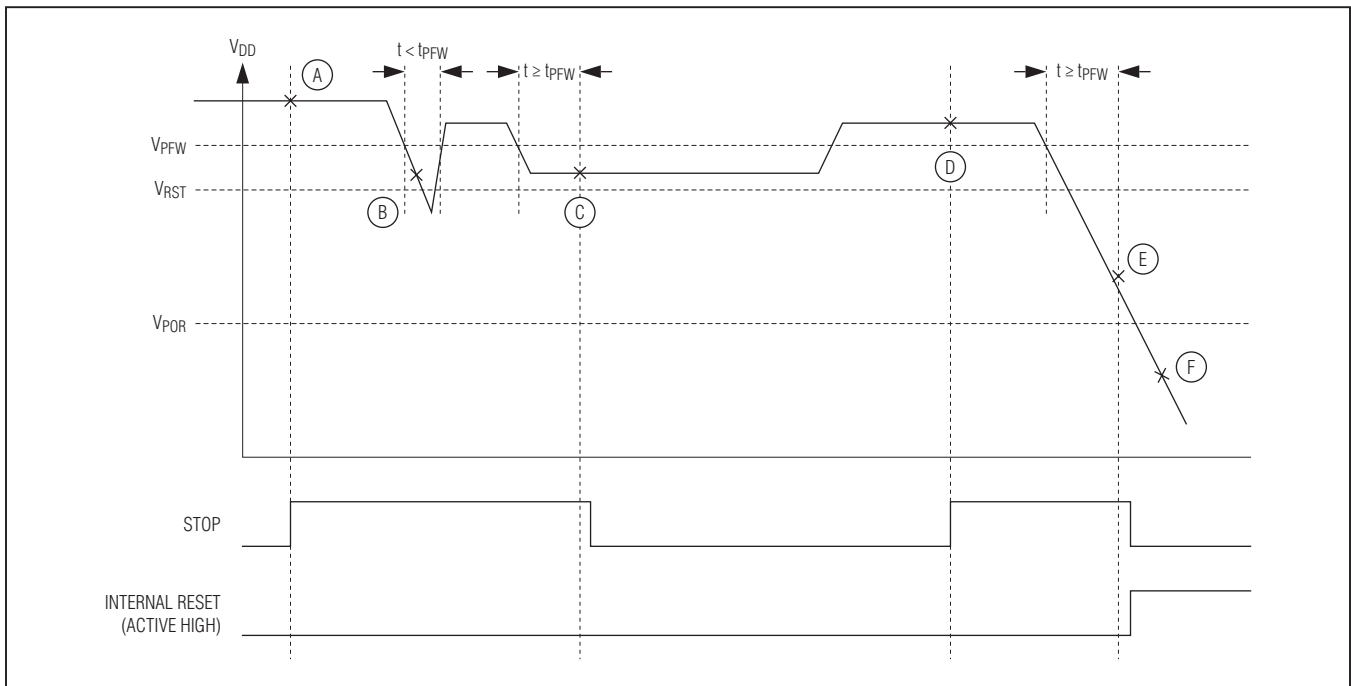 VDD
t < tPFW
t ≥ tPFW
t ≥ tPFW
A
VPFW
VRST
B
C
D
E
VPOR
F
STOP
INTERNAL RESET
(ACTIVE HIGH)